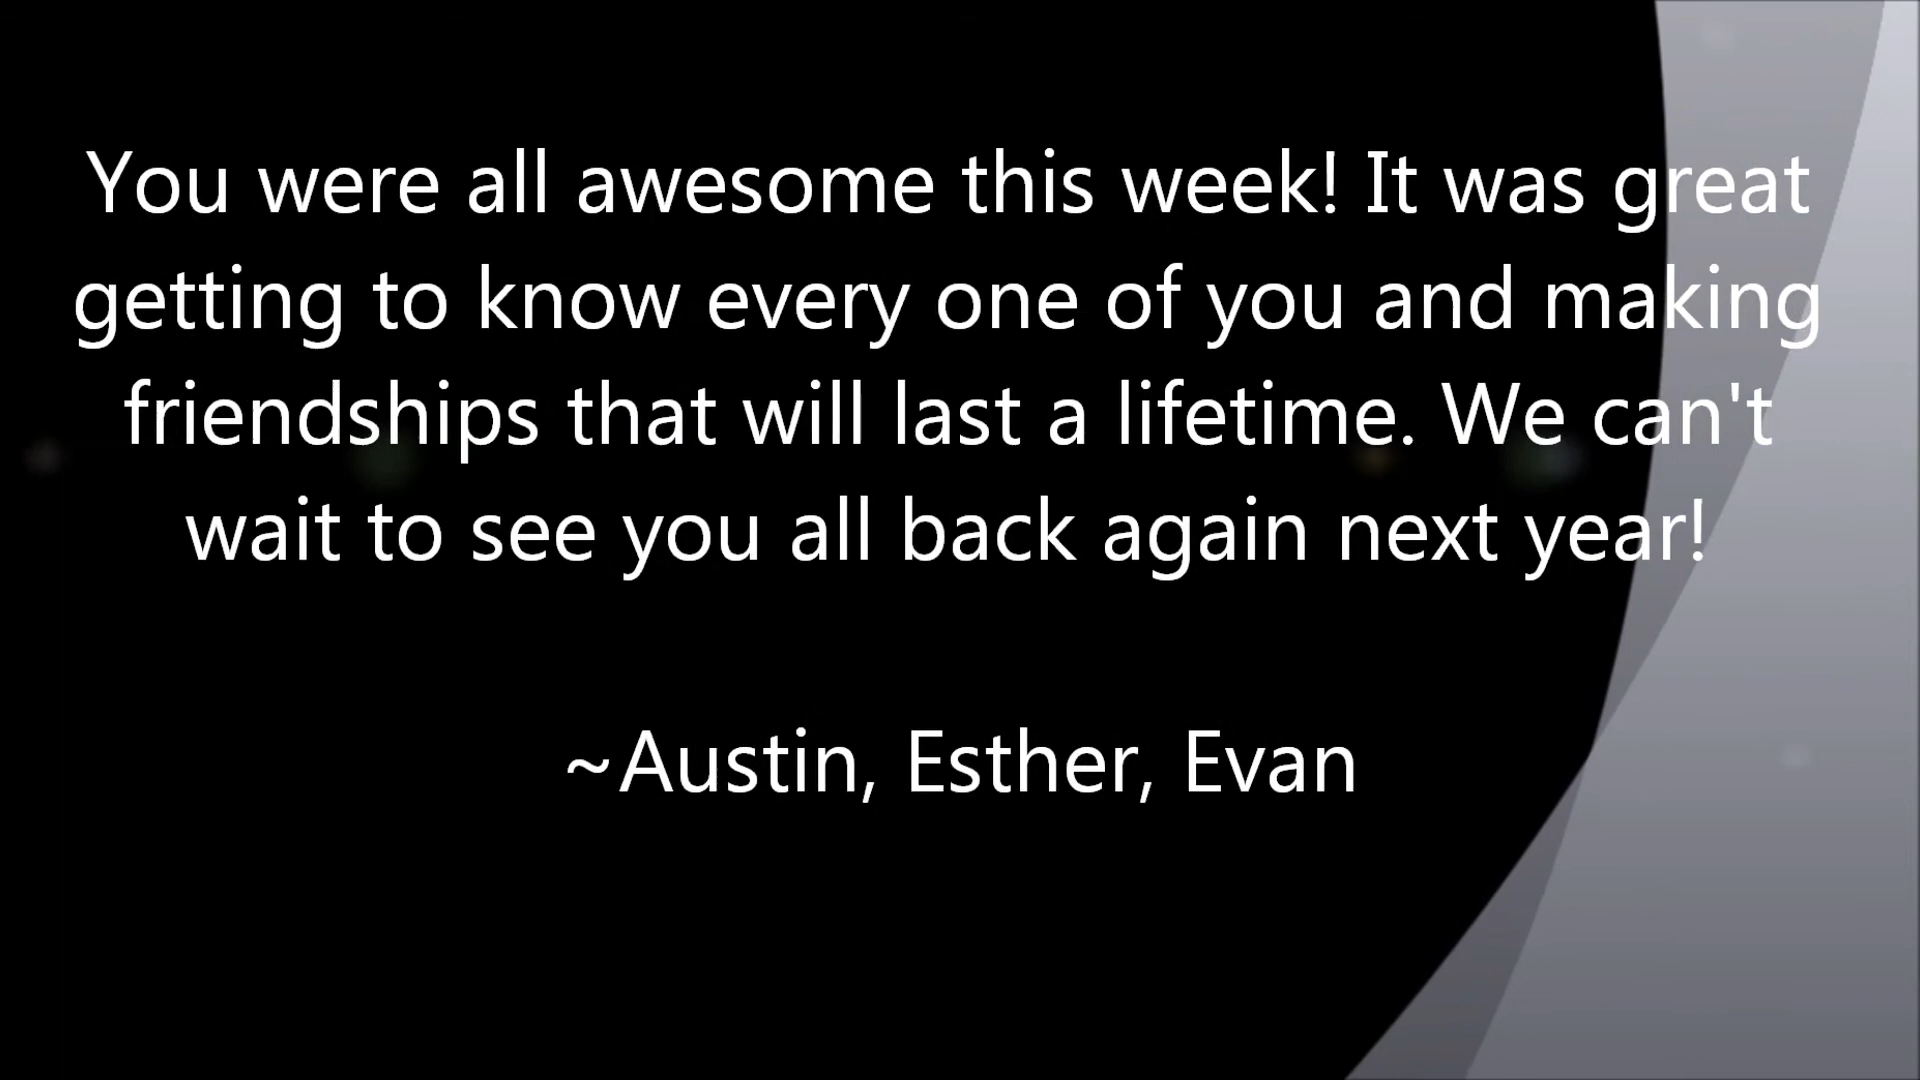 You were all awesome this week! It was great
getting to know every one of you and making
friendships that will last a lifetime. We can't
wait to see you all back again next year!
~Austin, Esther, Evan